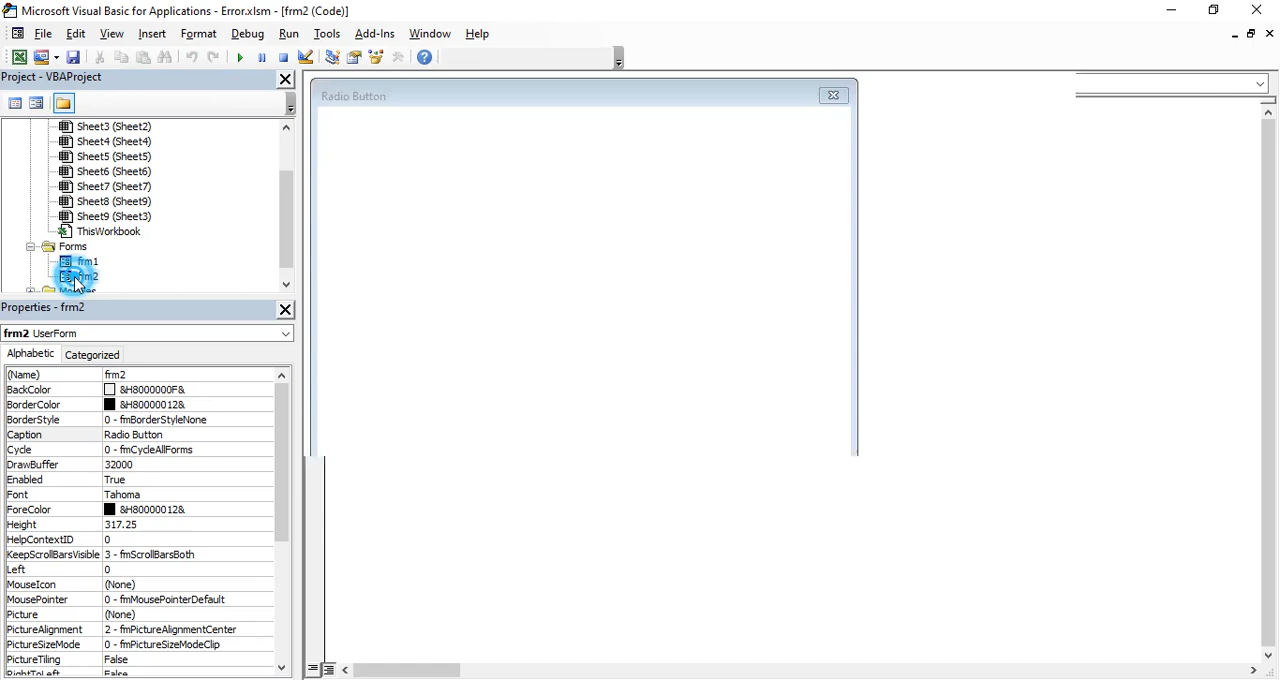 Microsoft Visual Basic for Applications - Error.xlsm - [frm2 (Code)]
File Edit View Insert Format Debug Run Tools Add-Ins Window Help
Project - VBAProject
Radio Button
Sheet3 (Sheet2)
Sheet4 (Sheet4)
Sheet5 (Sheet5)
Sheet6 (Sheet6)
Sheet7 (Sheet7)
Sheet8 (Sheet9)
Sheet9 (Sheet3)
ThisWorkbook
Forms
frm1
frm2
Properties - frm2
frm2 UserForm
Alphabetic Categorized
(Name) frm2
BackColor &H8000000F&
BorderColor &H80000012&
BorderStyle 0 - fmBorderStyleNone
Caption Radio Button
Cycle 0 - fmCycleAllForms
DrawBuffer 32000
Enabled True
Font Tahoma
ForeColor &H80000012&
Height 317.25
HelpContextID 0
KeepScrollBarsVisible 3 - fmScrollBarsBoth
Left 0
MouseIcon (None)
MousePointer 0 - fmMousePointerDefault
Picture (None)
PictureAlignment 2 - fmPictureAlignmentCenter
PictureSizeMode 0 - fmPictureSizeModeClip
PictureTiling False
RightToLeft False